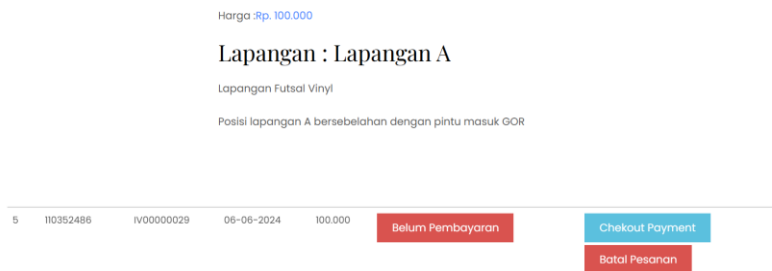 Harga :Rp. 100.000
Lapangan : Lapangan A
Lapangan Futsal Vinyl
Posisi lapangan A bersebelahan dengan pintu masuk GOR
5 110352486 IV00000029 06-06-2024 100.000 Belum Pembayaran Chekout Payment
Batal Pesanan